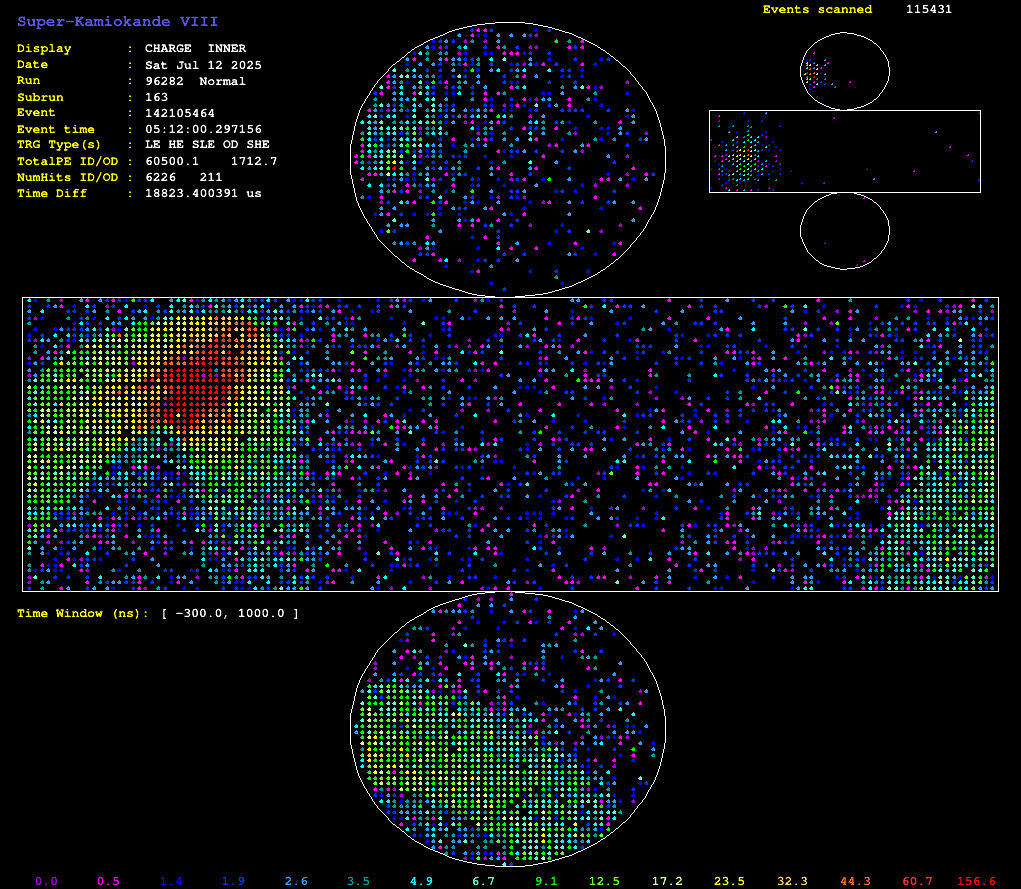 Super-Kamiokande VIII
Events scanned 115431
Display : CHARGE INNER
Date : Sat Jul 12 2025
Run : 96282 Normal
Subrun : 163
Event : 142105464
Event time : 05:12:00.297156
TRG Type(s) : LE HE SLE OD SHE
TotalPE ID/OD : 60500.1 1712.7
NumHits ID/OD : 6226 211
Time Diff : 18823.400391 us
Time Window (ns): [ −300.0, 1000.0 ]
0.0 0.5 1.4 1.9 2.6 3.5 4.9 6.7 9.1 12.5 17.2 23.5 32.3 44.3 60.7 156.6